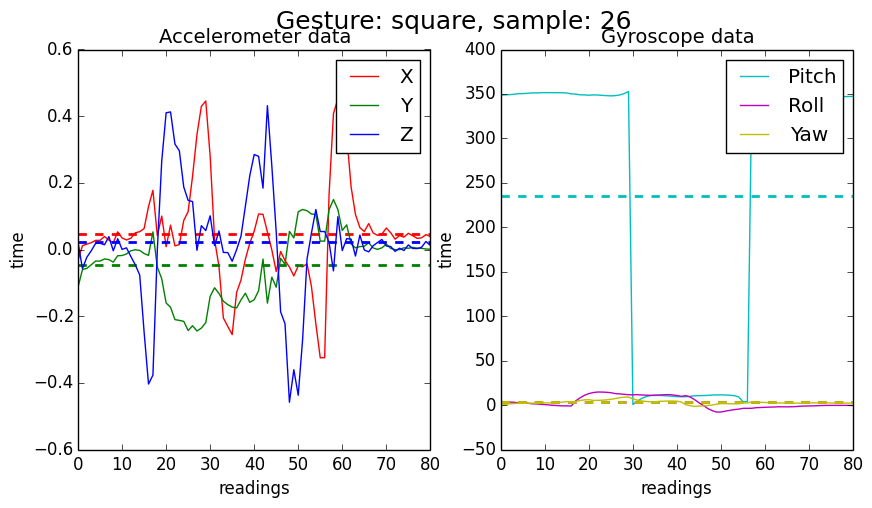 Gesture: square, sample: 26
Accelerometer data
0.6
0.4
0.2
0.0
−0.2
−0.4
−0.6
time
X
Y
Z
0 10 20 30 40 50 60 70 80
readings
Gyroscope data
400
350
300
250
200
150
100
50
0
−50
time
Pitch
Roll
Yaw
0 10 20 30 40 50 60 70 80
readings